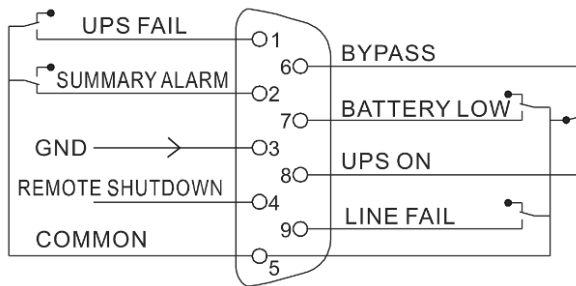 UPS FAIL
1
6
BYPASS
SUMMARY ALARM
2
7
BATTERY LOW
GND
3
8
UPS ON
REMOTE SHUTDOWN
4
9
LINE FAIL
COMMON
5